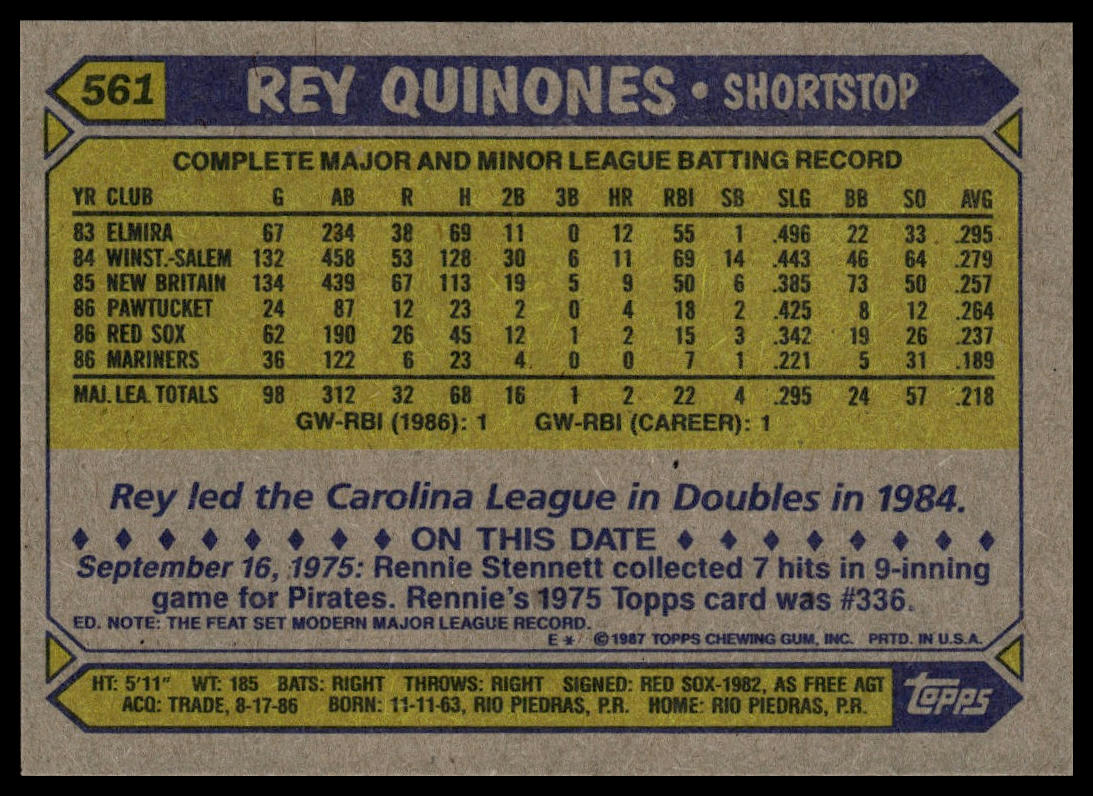 561 REY QUINONES • SHORTSTOP
COMPLETE MAJOR AND MINOR LEAGUE BATTING RECORD
YR CLUB G AB R H 2B 3B HR RBI SB SLG BB SO AVG
83 ELMIRA 67 234 38 69 11 0 12 55 1 .496 22 33 .295
84 WINST.-SALEM 132 458 53 128 30 6 11 69 14 .443 46 64 .279
85 NEW BRITAIN 134 439 67 113 19 5 9 50 6 .385 73 50 .257
86 PAWTUCKET 24 87 12 23 2 0 4 18 2 .425 8 12 .264
86 RED SOX 62 190 26 45 12 1 2 15 3 .342 19 26 .237
86 MARINERS 36 122 6 23 4 0 0 7 1 .221 5 31 .189
MAJ. LEA. TOTALS 98 312 32 68 16 1 2 22 4 .295 24 57 .218
GW-RBI (1986): 1 GW-RBI (CAREER): 1
Rey led the Carolina League in Doubles in 1984.
♦ ♦ ♦ ♦ ♦ ♦ ♦ ♦ ON THIS DATE ♦ ♦ ♦ ♦ ♦ ♦ ♦ ♦
September 16, 1975: Rennie Stennett collected 7 hits in 9-inning
game for Pirates. Rennie's 1975 Topps card was #336.
ED. NOTE: THE FEAT SET MODERN MAJOR LEAGUE RECORD.
E * ©1987 TOPPS CHEWING GUM, INC. PRTD. IN U.S.A.
HT: 5'11" WT: 185 BATS: RIGHT THROWS: RIGHT SIGNED: RED SOX-1982, AS FREE AGT
ACQ: TRADE, 8-17-86 BORN: 11-11-63, RIO PIEDRAS, P.R. HOME: RIO PIEDRAS, P.R.
topps